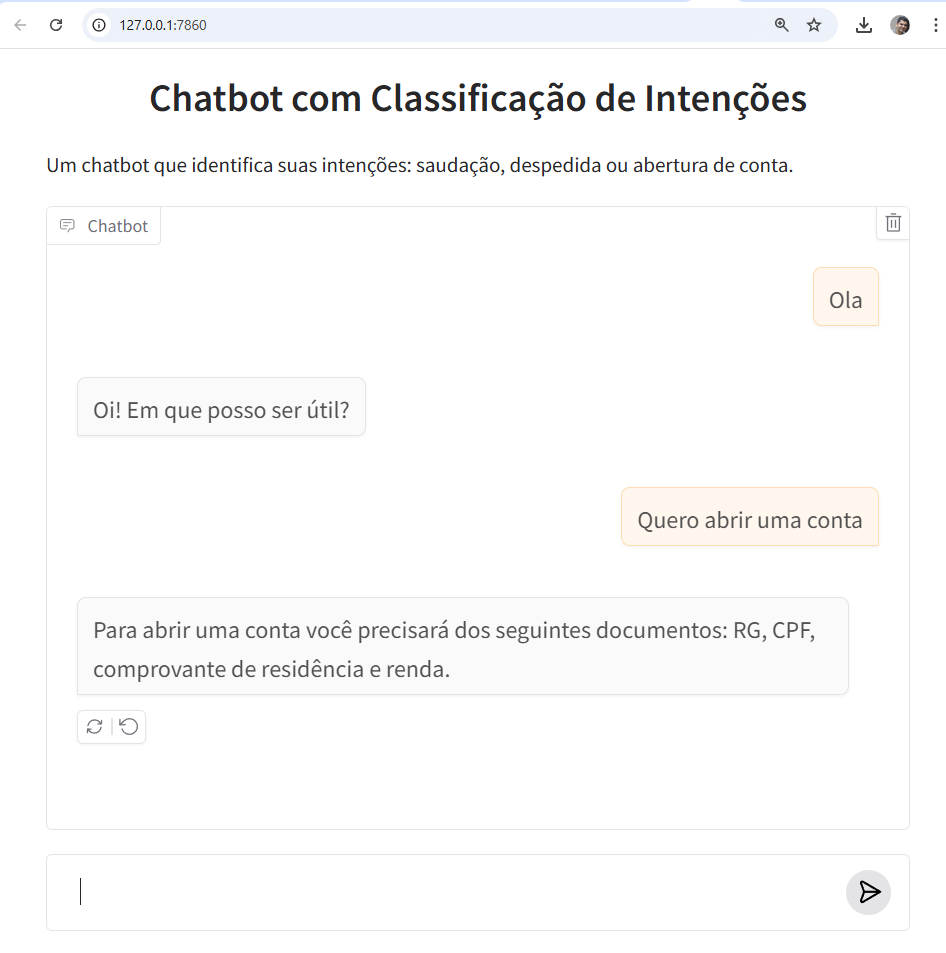 127.0.0.1:7860
Chatbot com Classificação de Intenções
Um chatbot que identifica suas intenções: saudação, despedida ou abertura de conta.
Chatbot
Ola
Oi! Em que posso ser útil?
Quero abrir uma conta
Para abrir uma conta você precisará dos seguintes documentos: RG, CPF,
comprovante de residência e renda.